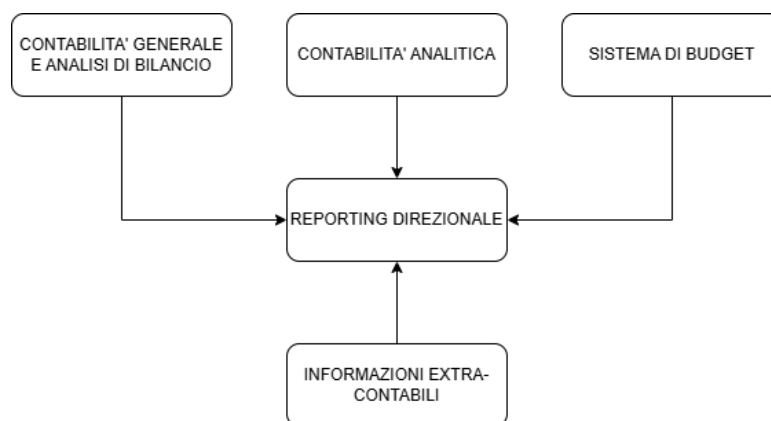 CONTABILITA' GENERALE
E ANALISI DI BILANCIO
CONTABILITA' ANALITICA
SISTEMA DI BUDGET
REPORTING DIREZIONALE
INFORMAZIONI EXTRA-
CONTABILI